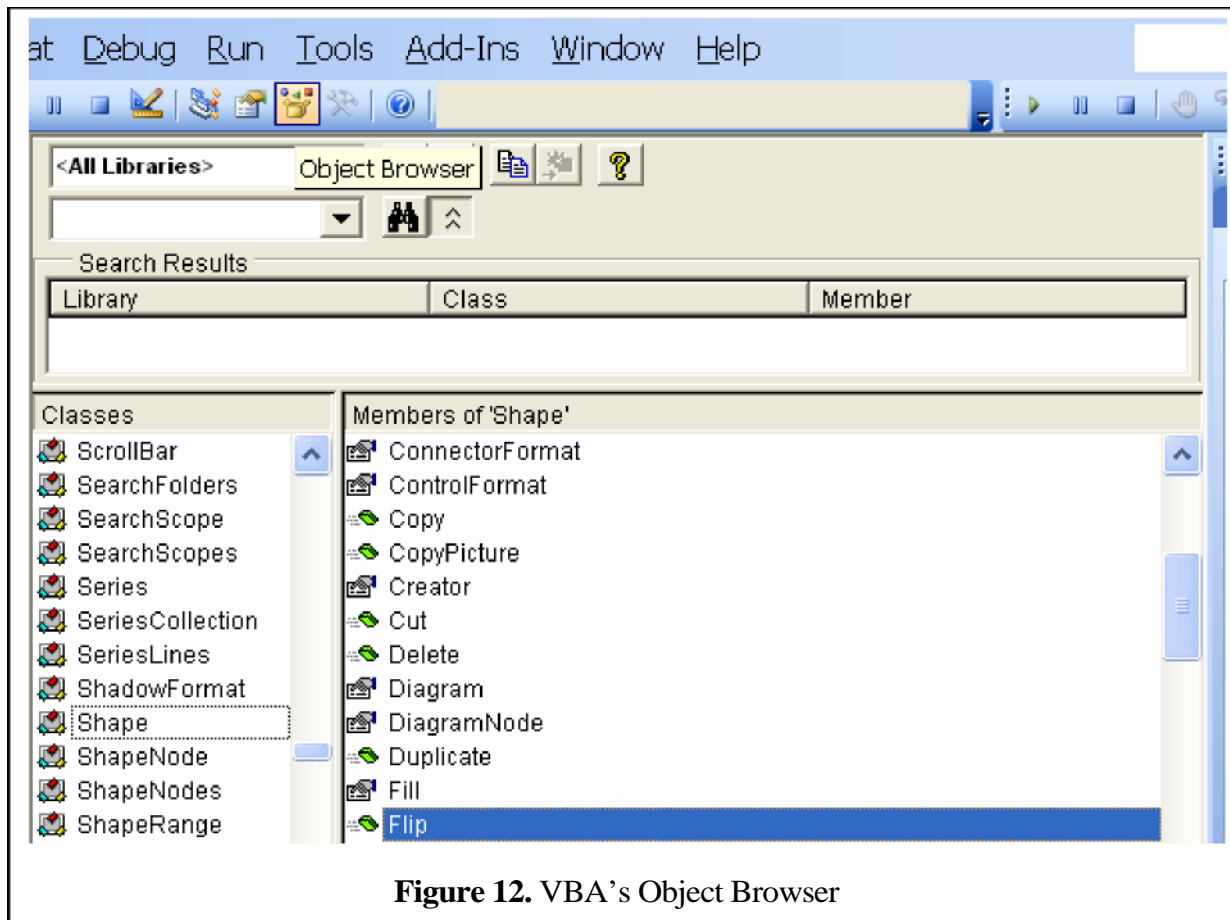 at Debug Run Tools Add-Ins Window Help
<All Libraries>
Object Browser
Search Results
Library Class Member
Classes Members of 'Shape'
ScrollBar ConnectorFormat
SearchFolders ControlFormat
SearchScope Copy
SearchScopes CopyPicture
Series Creator
SeriesCollection Cut
SeriesLines Delete
ShadowFormat Diagram
Shape DiagramNode
ShapeNode Duplicate
ShapeNodes Fill
ShapeRange Flip
Figure 12. VBA's Object Browser